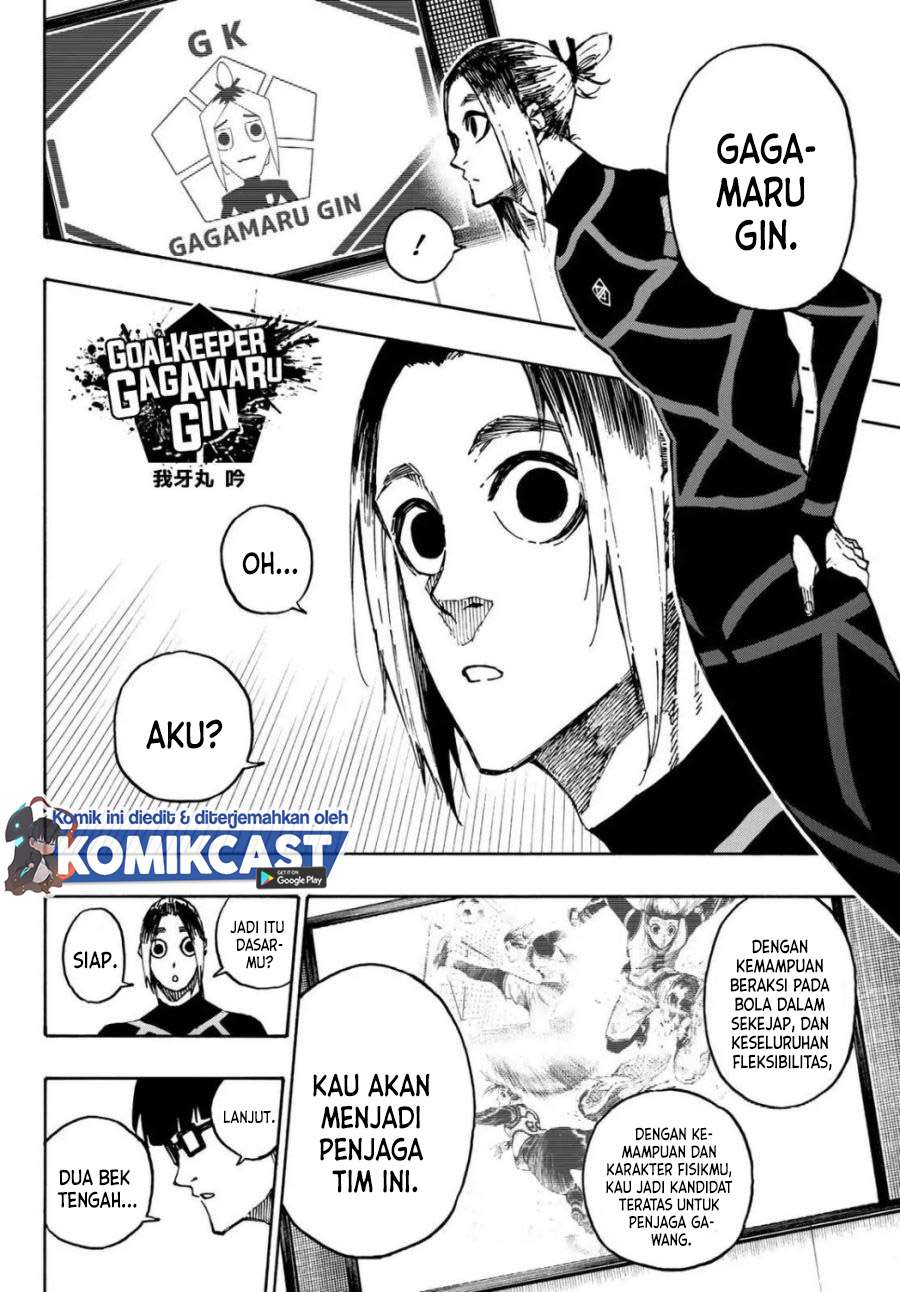 GK
GAGAMARU GIN
GAGA-
MARU
GIN.
!
GOALKEEPER
GAGAMARU
GIN
我牙丸 吟
OH...
AKU?
Komik ini diedit & diterjemahkan oleh
KOMIKCAST
GET IT ON
Google Play
DENGAN
KEMAMPUAN
BERAKSI PADA
BOLA DALAM
SEKEJAP, DAN
KESELURUHAN
FLEKSIBILITAS,
DENGAN KE-
MAMPUAN DAN
KARAKTER FISIKMU,
KAU JADI KANDIDAT
TERATAS UNTUK
PENJAGA GA-
WANG.
KAU AKAN
MENJADI
PENJAGA
TIM INI.
JADI ITU
DASAR-
MU?
SIAP.
LANJUT.
DUA BEK
TENGAH...